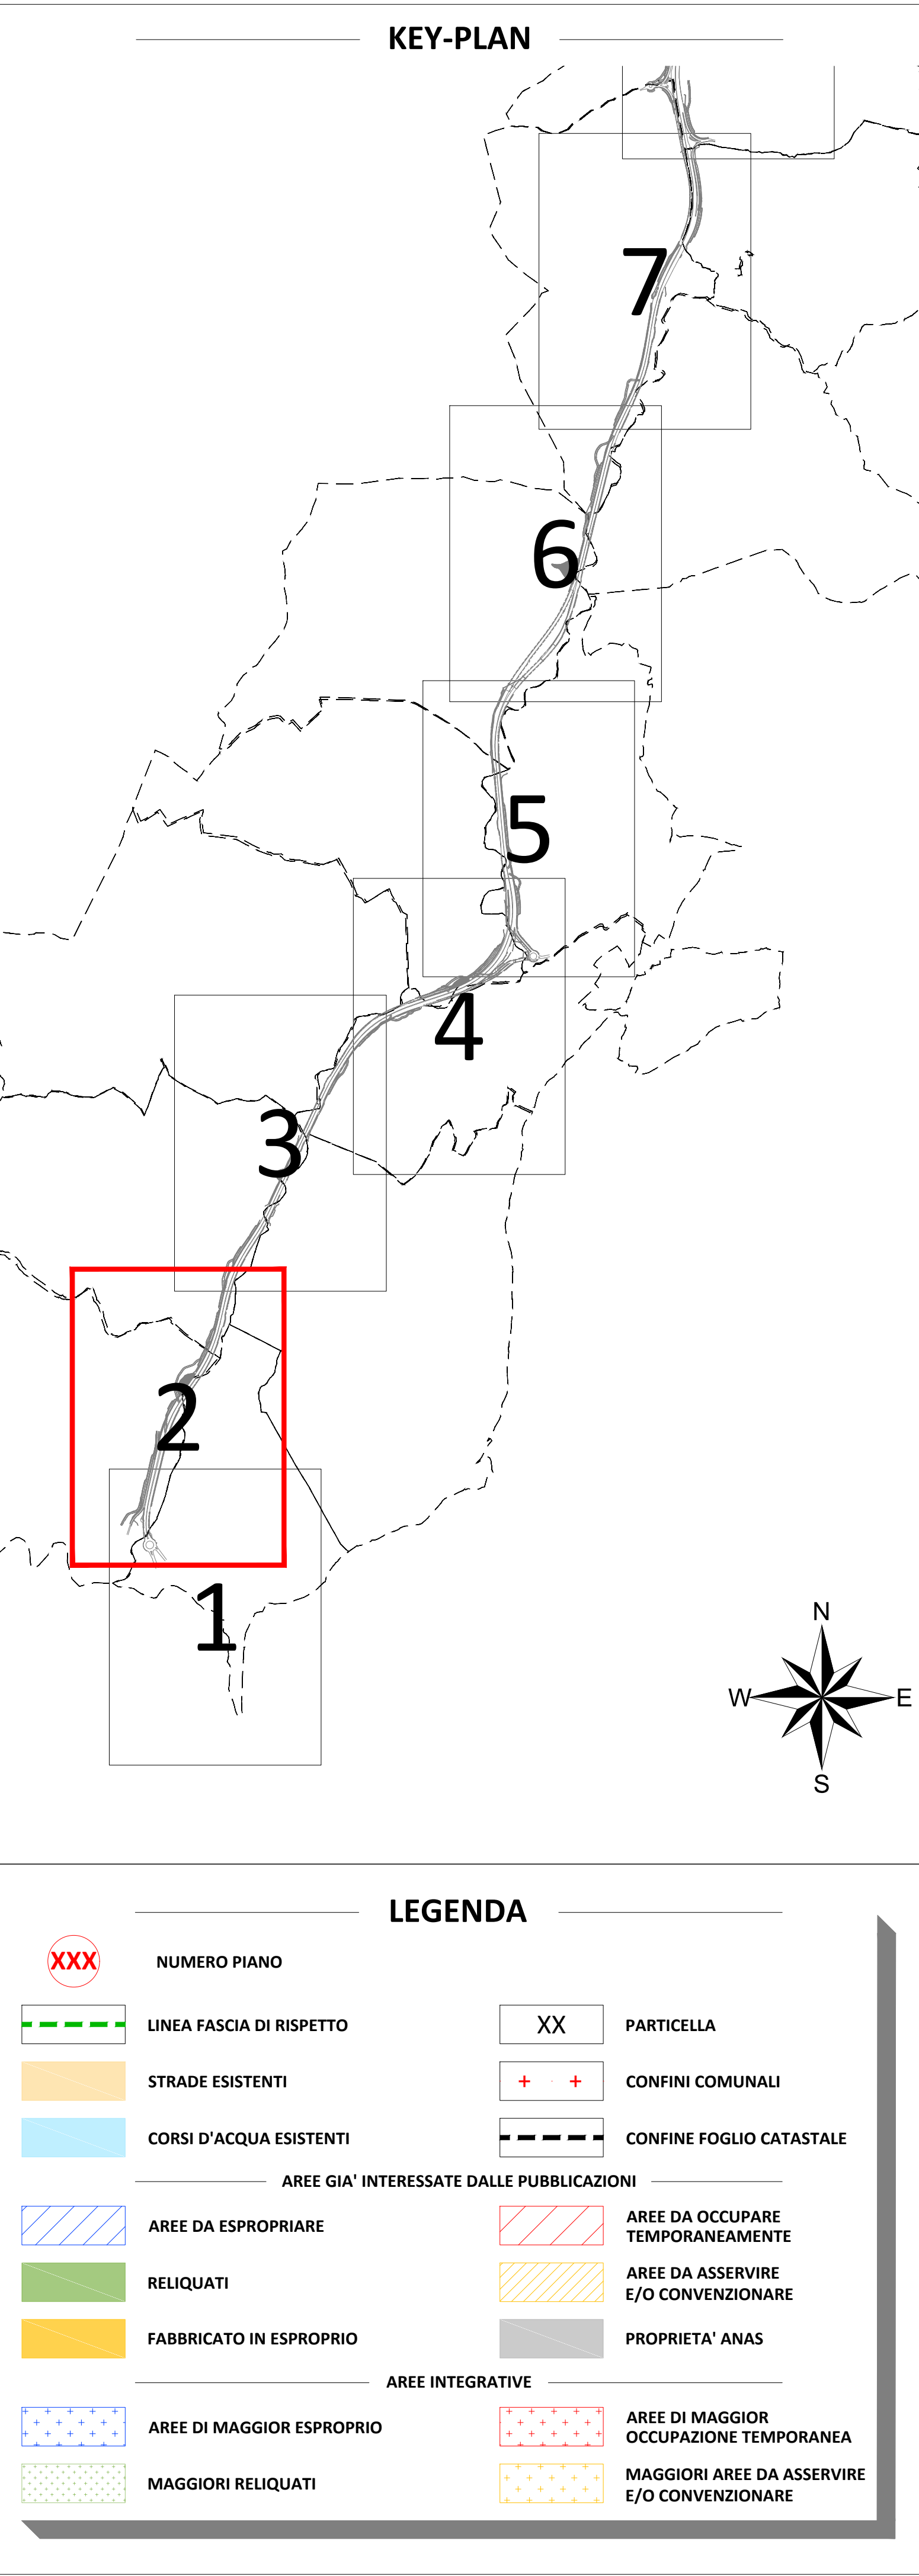 KEY-PLAN
7
6
5
4
3
2
1
N
W
E
S
LEGENDA
XXX
NUMERO PIANO
LINEA FASCIA DI RISPETTO
XX
PARTICELLA
STRADE ESISTENTI
CONFINI COMUNALI
CORSI D'ACQUA ESISTENTI
CONFINE FOGLIO CATASTALE
AREE GIA' INTERESSATE DALLE PUBBLICAZIONI
AREE DA ESPROPRIARE
AREE DA OCCUPARE
TEMPORANEAMENTE
RELIQUATI
AREE DA ASSERVIRE
E/O CONVENZIONARE
FABBRICATO IN ESPROPRIO
PROPRIETA' ANAS
AREE INTEGRATIVE
AREE DI MAGGIOR ESPROPRIO
AREE DI MAGGIOR
OCCUPAZIONE TEMPORANEA
MAGGIORI RELIQUATI
MAGGIORI AREE DA ASSERVIRE
E/O CONVENZIONARE